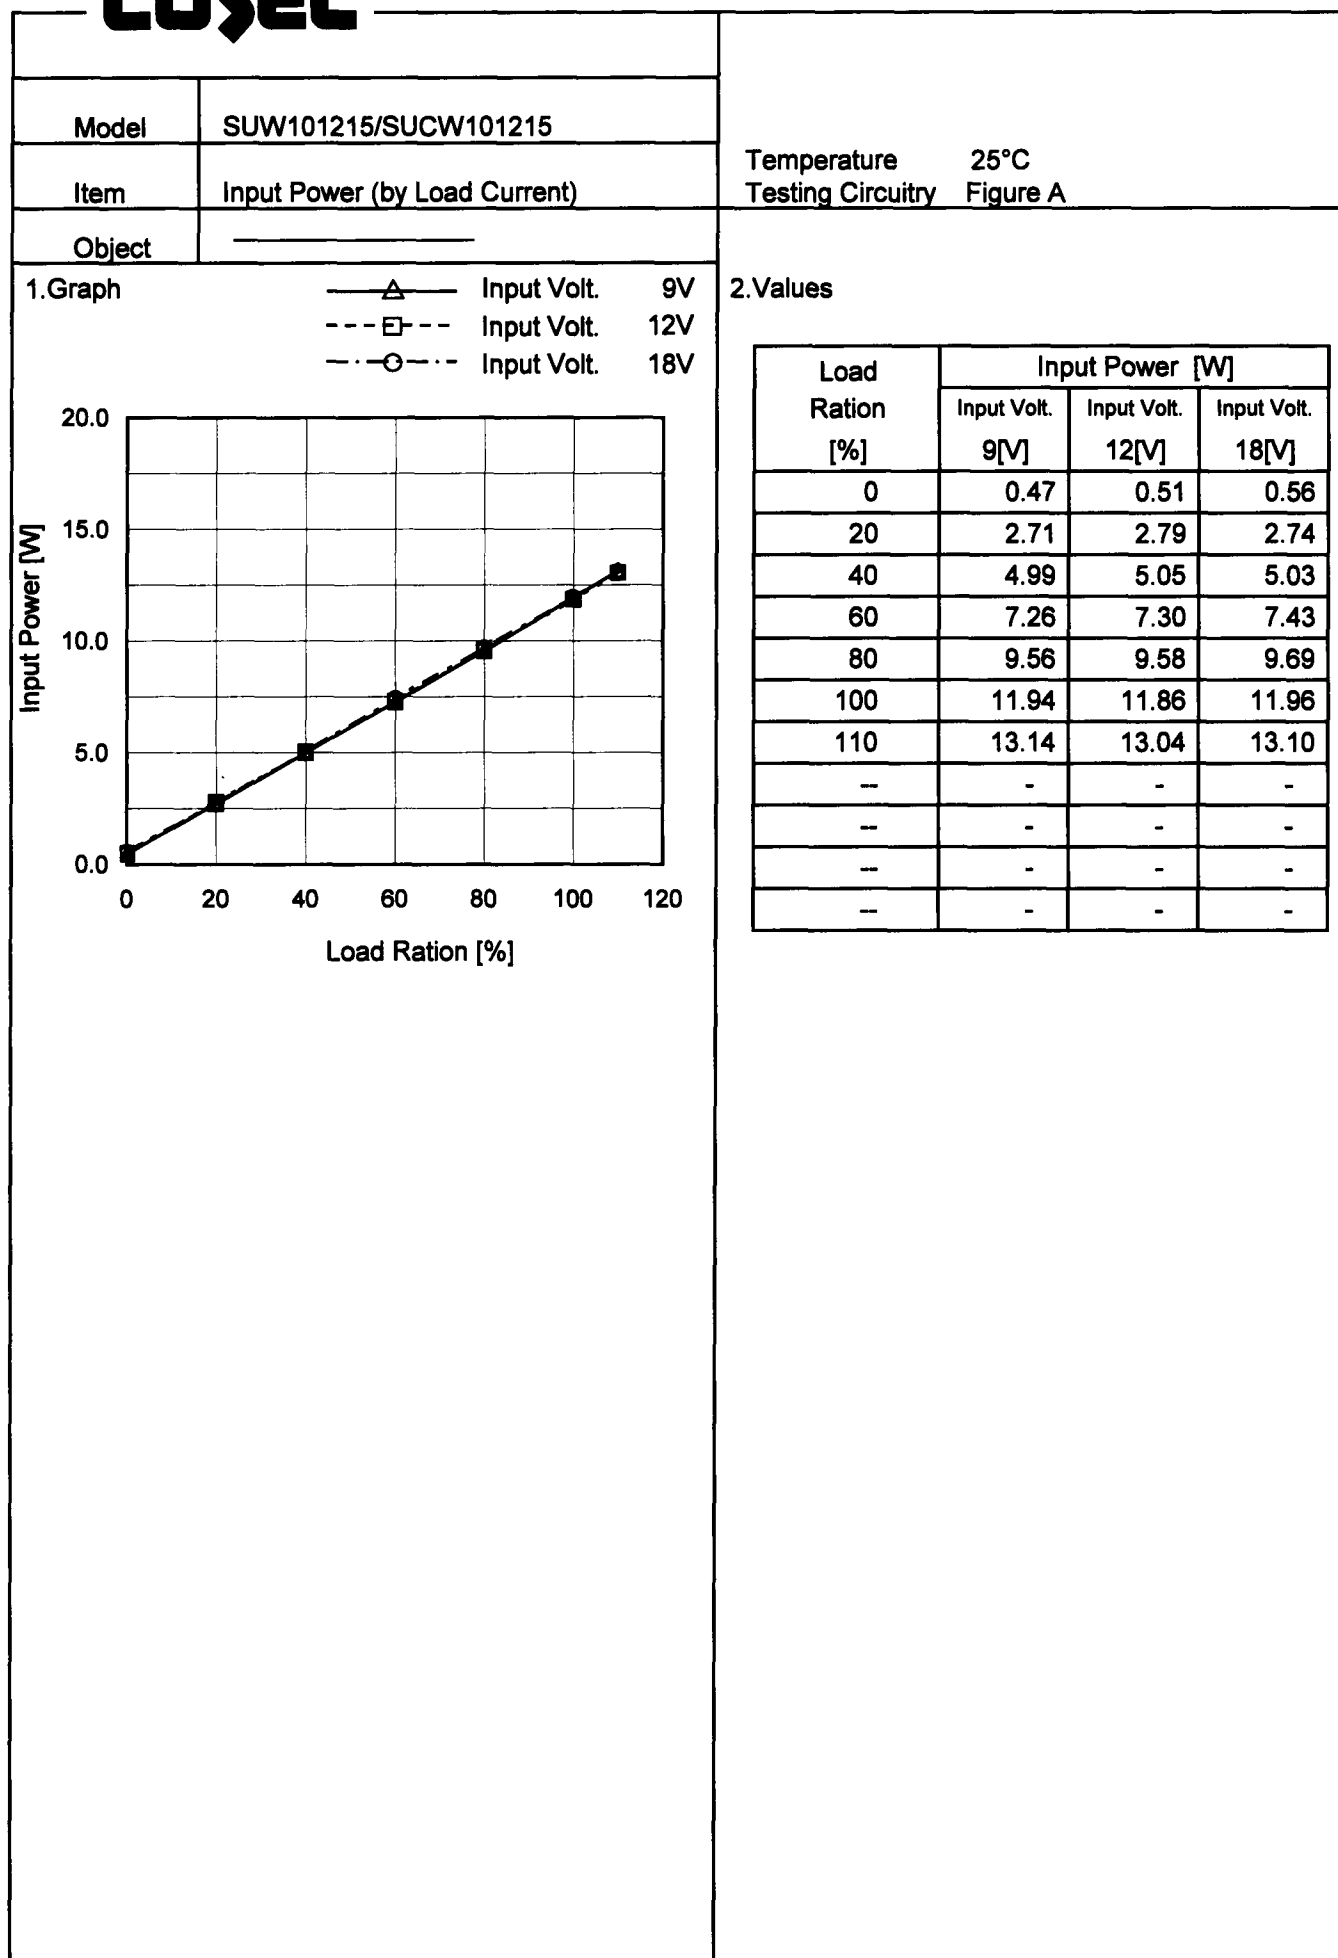 Model SUW101215/SUCW101215
Item Input Power (by Load Current)
Object
Temperature 25°C
Testing Circuitry Figure A
1.Graph
Input Volt. 9V
Input Volt. 12V
Input Volt. 18V
20.0
15.0
10.0
5.0
0.0
Input Power [W]
0 20 40 60 80 100 120
Load Ration [%]
2.Values
Load Ration [%] Input Power [W]
Input Volt. 9[V] Input Volt. 12[V] Input Volt. 18[V]
0 0.47 0.51 0.56
20 2.71 2.79 2.74
40 4.99 5.05 5.03
60 7.26 7.30 7.43
80 9.56 9.58 9.69
100 11.94 11.86 11.96
110 13.14 13.04 13.10
-- - - -
-- - - -
-- - - -
-- - - -